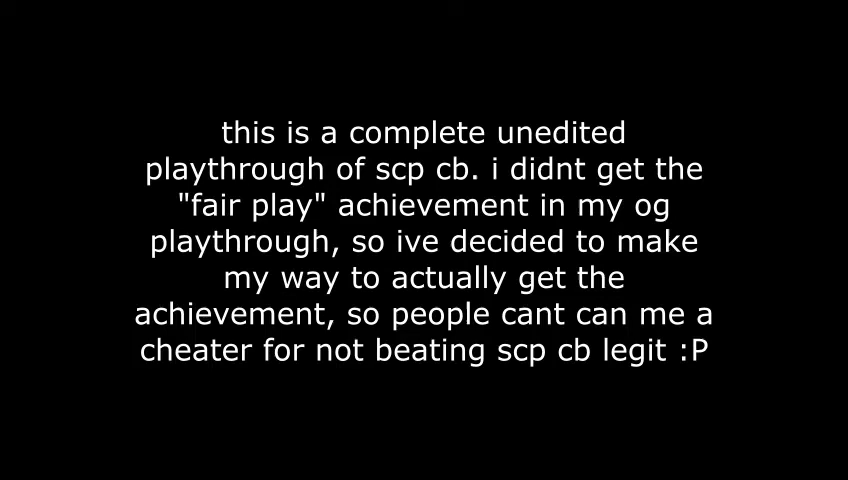 this is a complete unedited
playthrough of scp cb. i didnt get the
"fair play" achievement in my og
playthrough, so ive decided to make
my way to actually get the
achievement, so people cant can me a
cheater for not beating scp cb legit :P